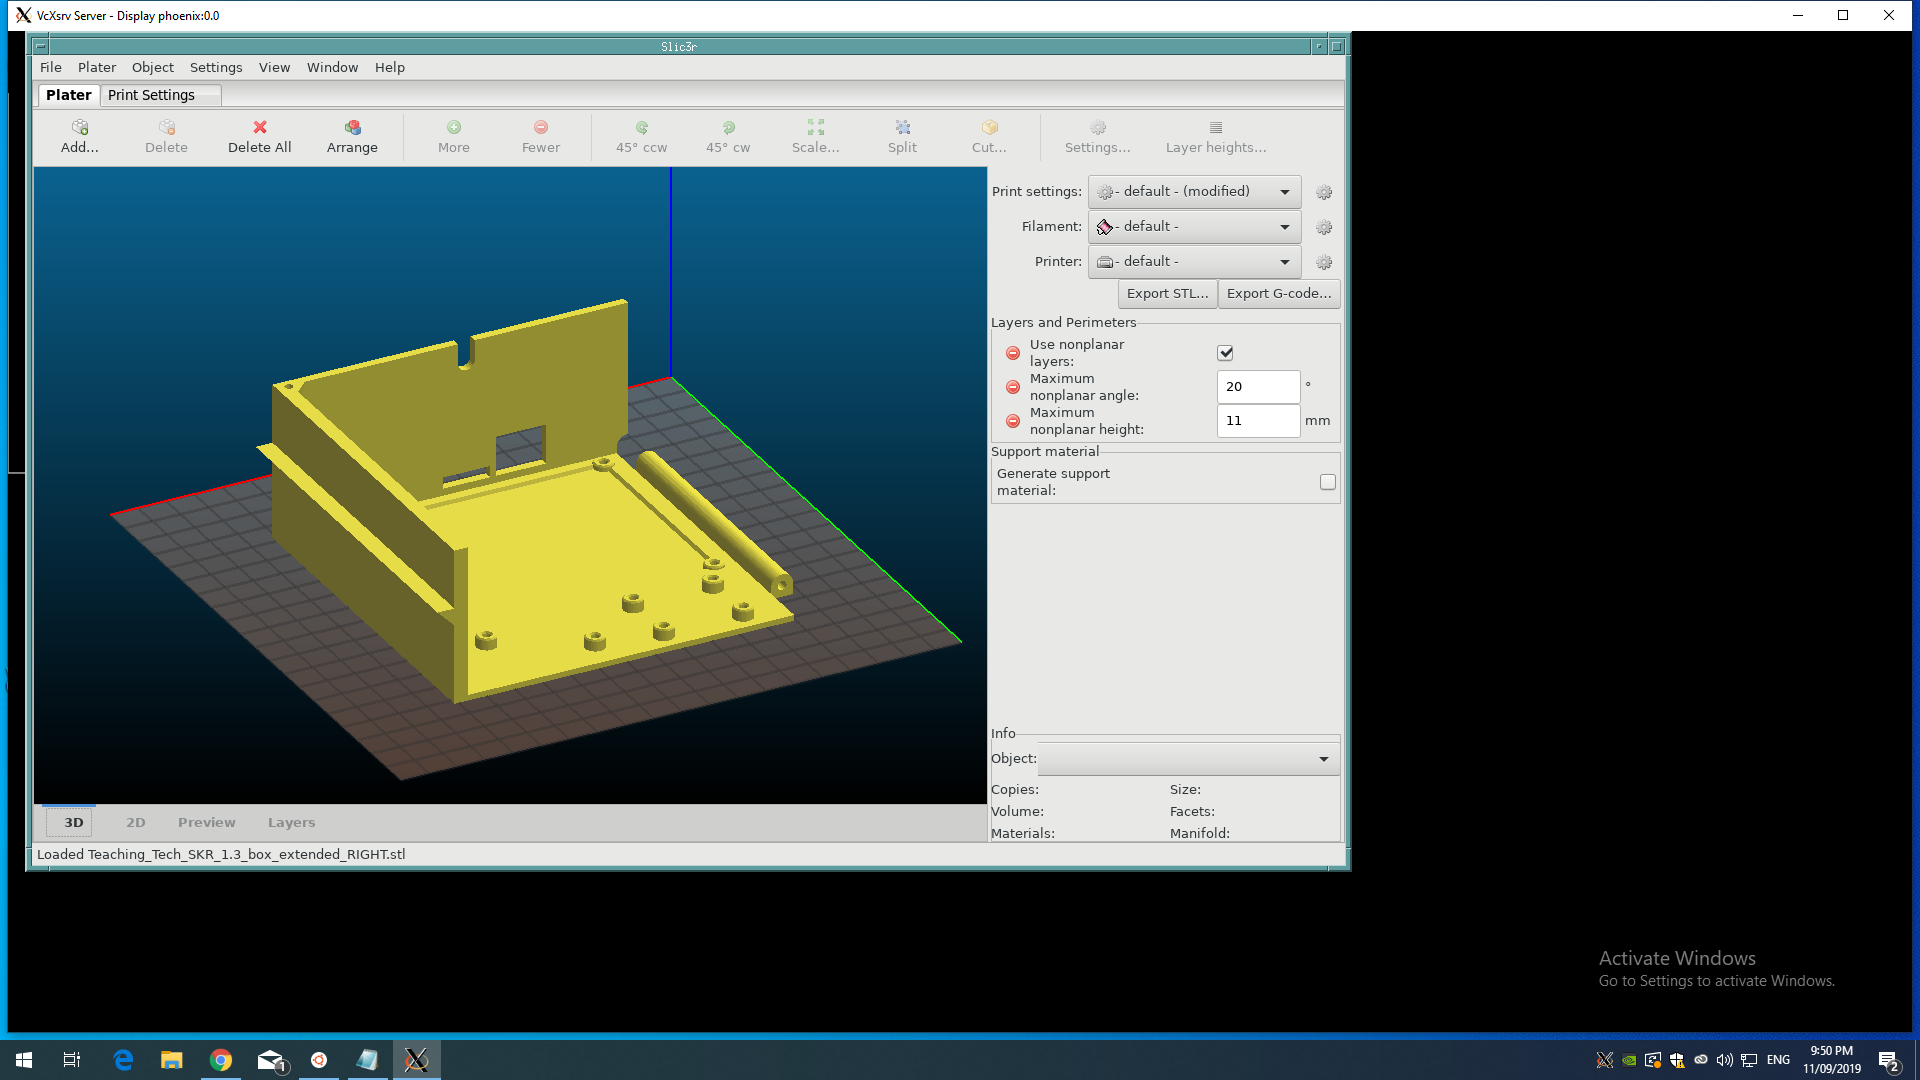 VcXsrv Server - Display phoenix:0.0
Slic3r
File Plater Object Settings View Window Help
Plater Print Settings
Add... Delete Delete All Arrange More Fewer 45° ccw 45° cw Scale... Split Cut... Settings... Layer heights...
Print settings: - default - (modified)
Filament: - default -
Printer: - default -
Export STL... Export G-code...
Layers and Perimeters
Use nonplanar
layers:
Maximum
nonplanar angle: 20 °
Maximum
nonplanar height: 11 mm
Support material
Generate support
material:
Info
Object:
Copies: Size:
Volume: Facets:
Materials: Manifold:
3D 2D Preview Layers
Loaded Teaching_Tech_SKR_1.3_box_extended_RIGHT.stl
Activate Windows
Go to Settings to activate Windows.
1
ENG
9:50 PM
11/09/2019
2